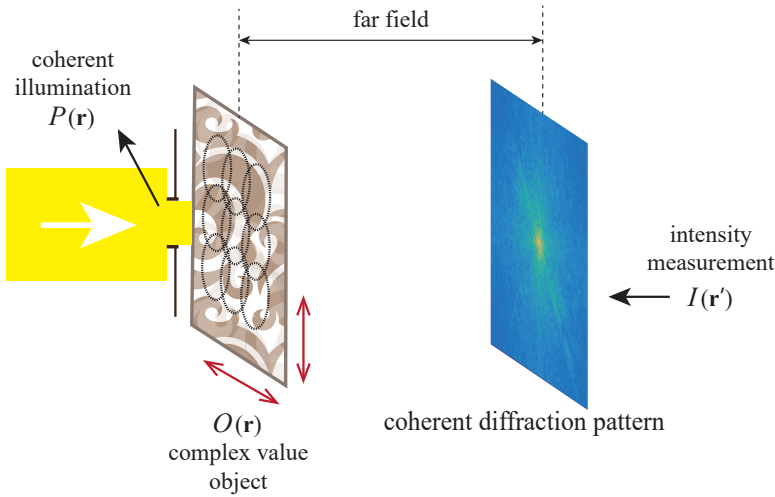 far field
coherent
illumination
P(r)
intensity
measurement
I(r′)
O(r)
complex value
object
coherent diffraction pattern